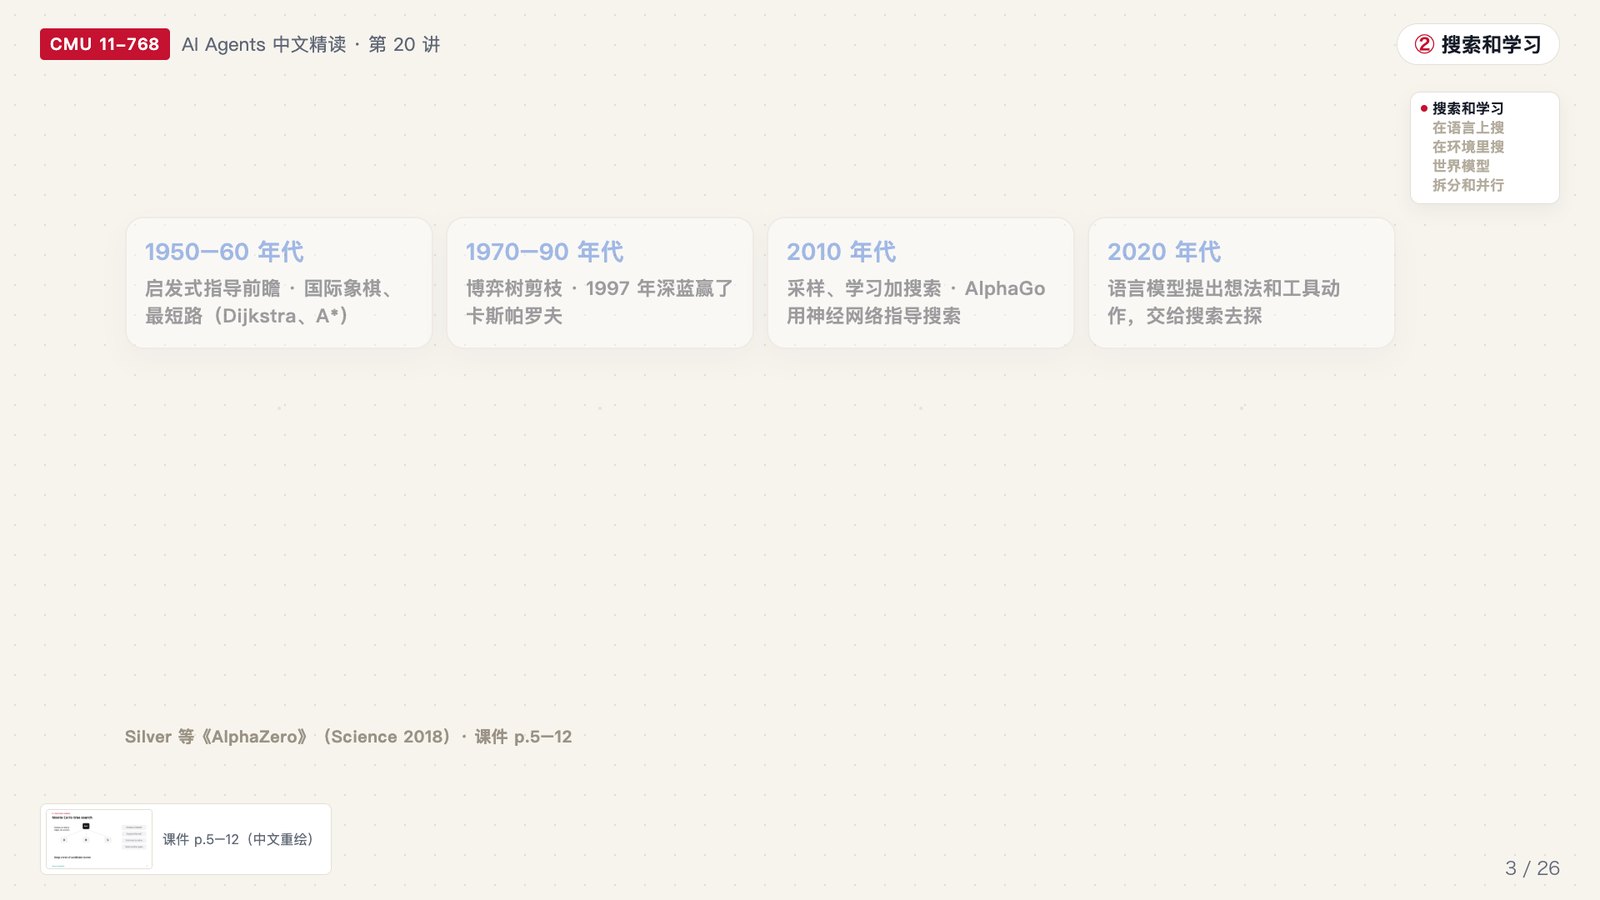 CMU 11-768 AI Agents 中文精读 · 第 20 讲
② 搜索和学习
搜索和学习
在语言上搜
在环境里搜
世界模型
拆分和并行
1950—60 年代
启发式指导前瞻 · 国际象棋、
最短路（Dijkstra、A*）
1970—90 年代
博弈树剪枝 · 1997 年深蓝赢了
卡斯帕罗夫
2010 年代
采样、学习加搜索 · AlphaGo
用神经网络指导搜索
2020 年代
语言模型提出想法和工具动
作，交给搜索去探
Silver 等《AlphaZero》（Science 2018）· 课件 p.5—12
课件 p.5—12（中文重绘）
3 / 26